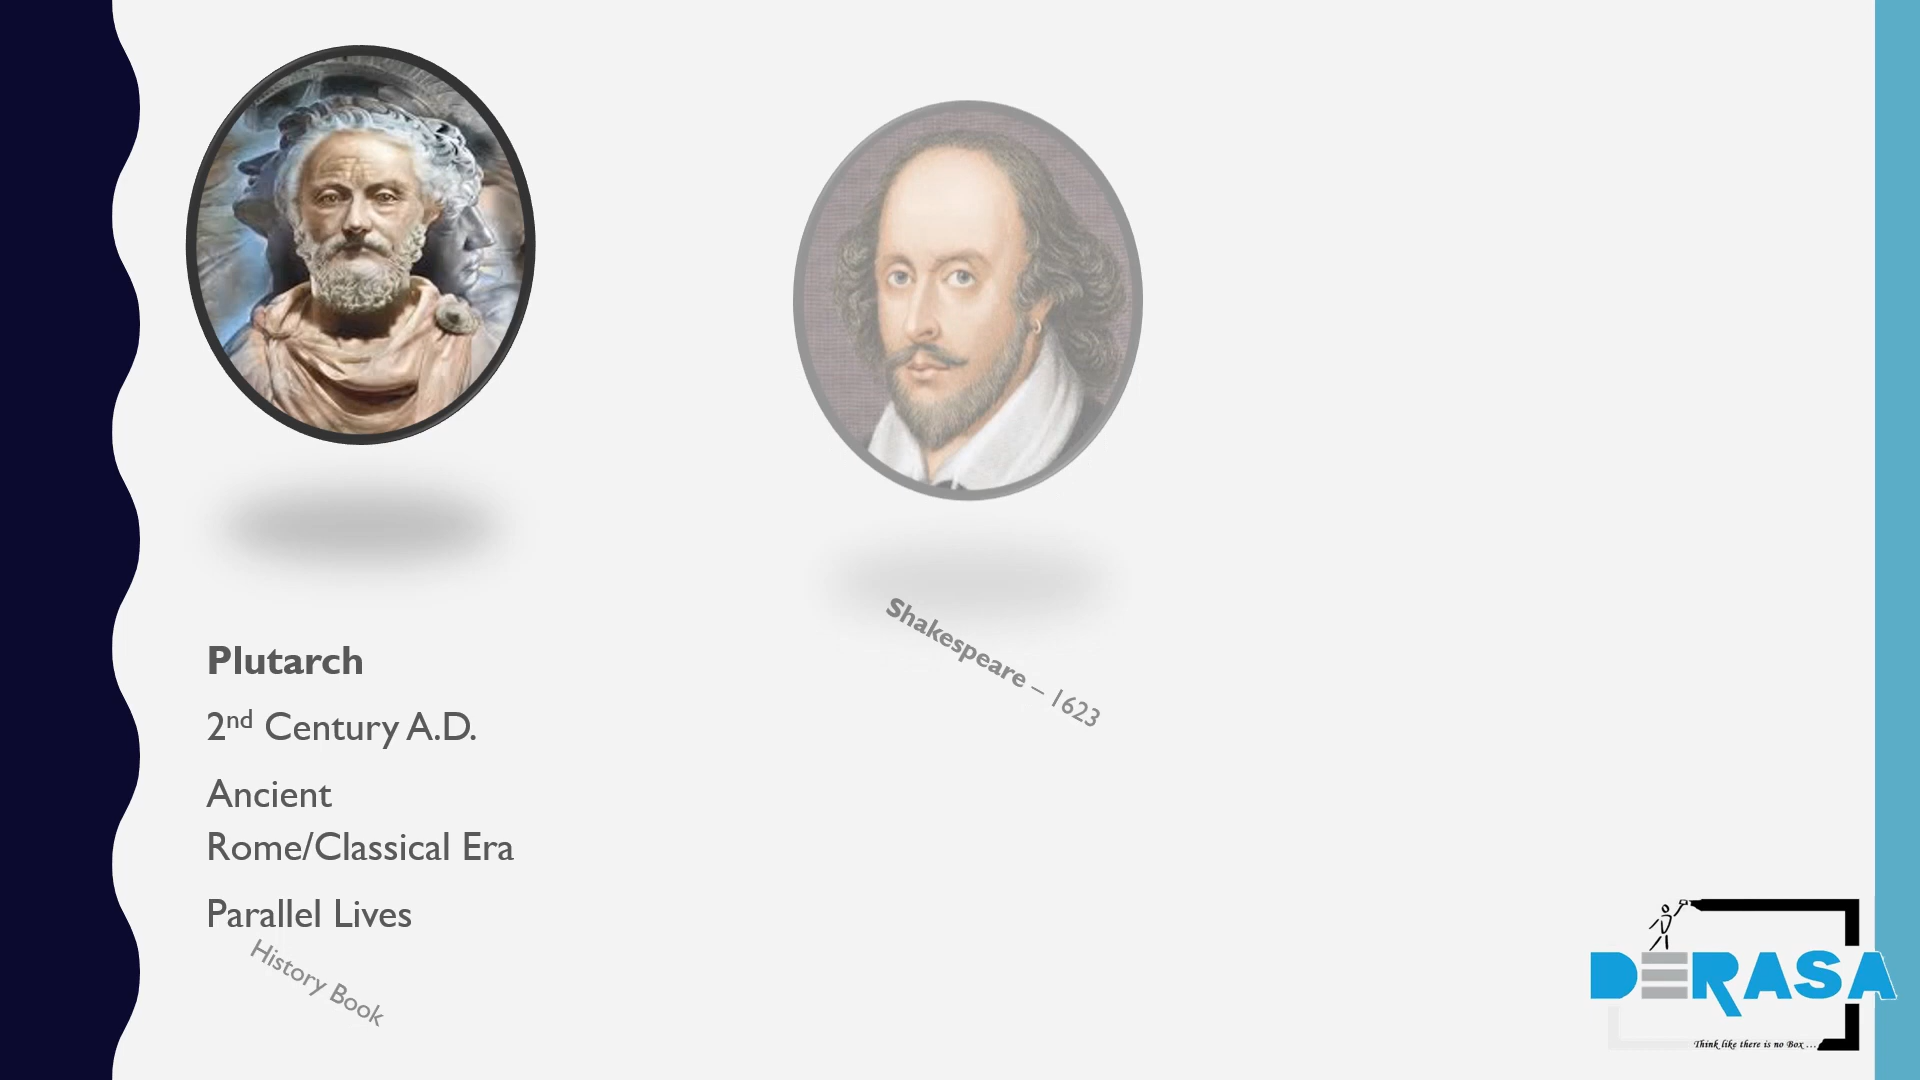 Plutarch
2nd Century A.D.
Ancient
Rome/Classical Era
Parallel Lives
History Book
Shakespeare – 1623
DERASA
Think like there is no Box ...